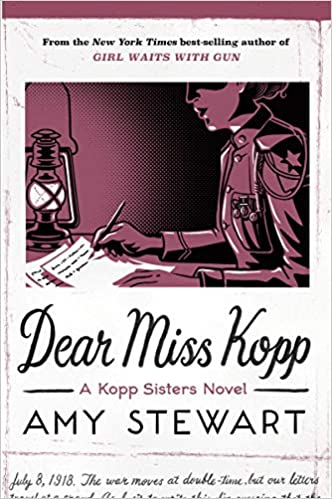 From the New York Times best-selling author of
GIRL WAITS WITH GUN
Dear Miss Kopp
A Kopp Sisters Novel
AMY STEWART
July 8, 1918. The war moves at double-time, but our letters